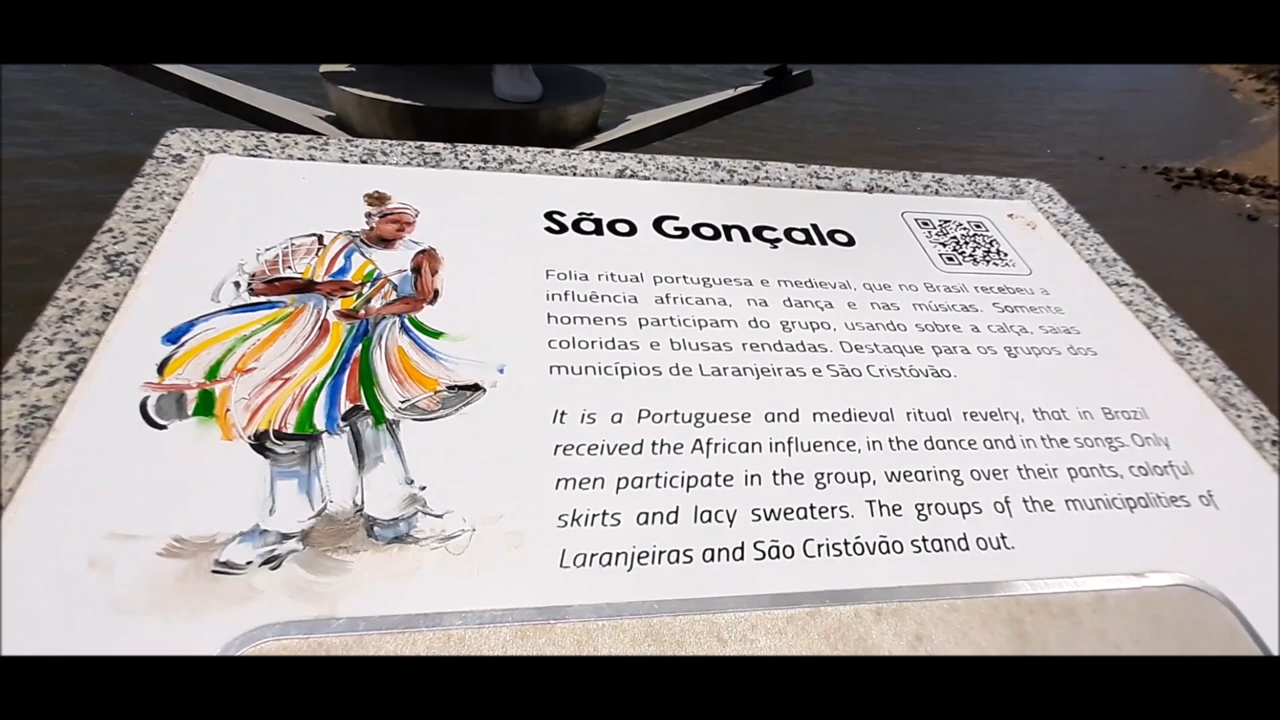 São Gonçalo
Folia ritual portuguesa e medieval, que no Brasil recebeu a
influência africana, na dança e nas músicas. Somente
homens participam do grupo, usando sobre a calça, saias
coloridas e blusas rendadas. Destaque para os grupos dos
municípios de Laranjeiras e São Cristóvão.
It is a Portuguese and medieval ritual revelry, that in Brazil
received the African influence, in the dance and in the songs. Only
men participate in the group, wearing over their pants, colorful
skirts and lacy sweaters. The groups of the municipalities of
Laranjeiras and São Cristóvão stand out.